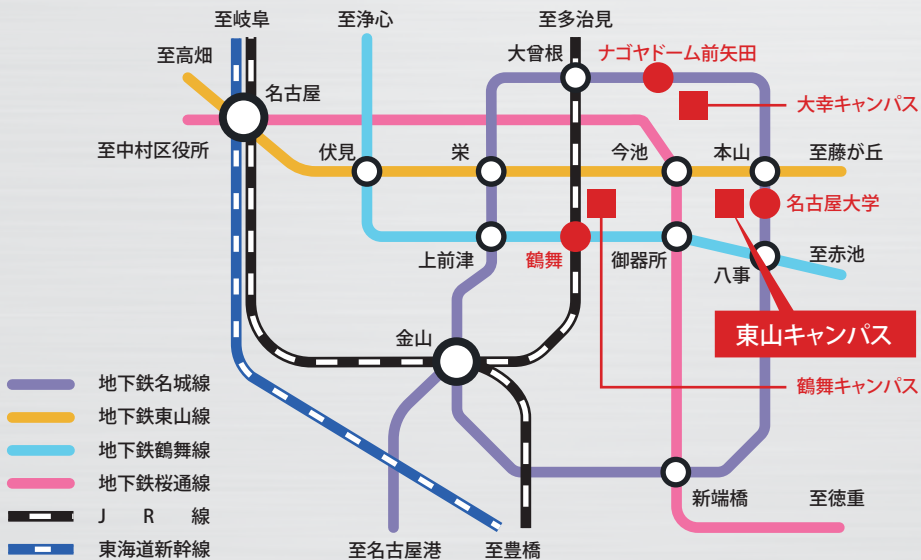 至岐阜
至浄心
至多治見
至高畑
大曾根
ナゴヤドーム前矢田
名古屋
大幸キャンパス
至中村区役所
伏見
栄
今池
本山
至藤が丘
名古屋大学
上前津
鶴舞
御器所
八事
至赤池
金山
東山キャンパス
鶴舞キャンパス
地下鉄名城線
地下鉄東山線
地下鉄鶴舞線
地下鉄桜通線
J R 線
東海道新幹線
新端橋
至徳重
至名古屋港
至豊橋